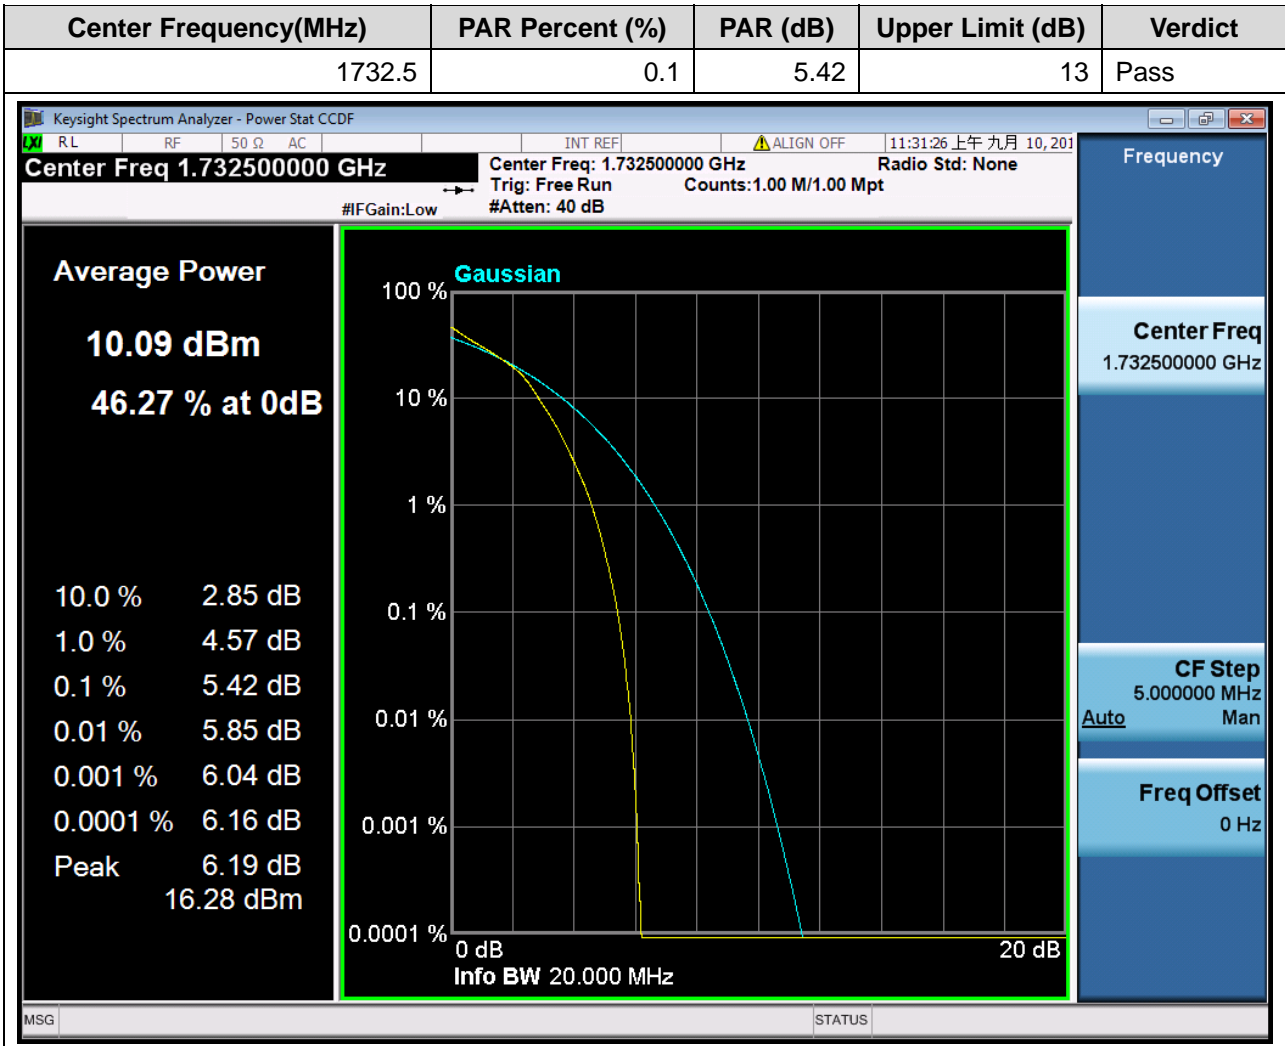 Center Frequency(MHz) PAR Percent (%) PAR (dB) Upper Limit (dB) Verdict
1732.5 0.1 5.42 13 Pass
Keysight Spectrum Analyzer - Power Stat CCDF
LXI RL RF 50 Ω AC INT REF ALIGN OFF 11:31:26 上午 九月 10, 201
Center Freq 1.732500000 GHz
Center Freq: 1.732500000 GHz Radio Std: None
Trig: Free Run Counts:1.00 M/1.00 Mpt
#IFGain:Low #Atten: 40 dB
Frequency
Average Power
10.09 dBm
46.27 % at 0dB
10.0 % 2.85 dB
1.0 % 4.57 dB
0.1 % 5.42 dB
0.01 % 5.85 dB
0.001 % 6.04 dB
0.0001 % 6.16 dB
Peak 6.19 dB
16.28 dBm
Gaussian
100 %
10 %
1 %
0.1 %
0.01 %
0.001 %
0.0001 %
0 dB 20 dB
Info BW 20.000 MHz
Center Freq
1.732500000 GHz
CF Step
5.000000 MHz
Auto Man
Freq Offset
0 Hz
MSG STATUS